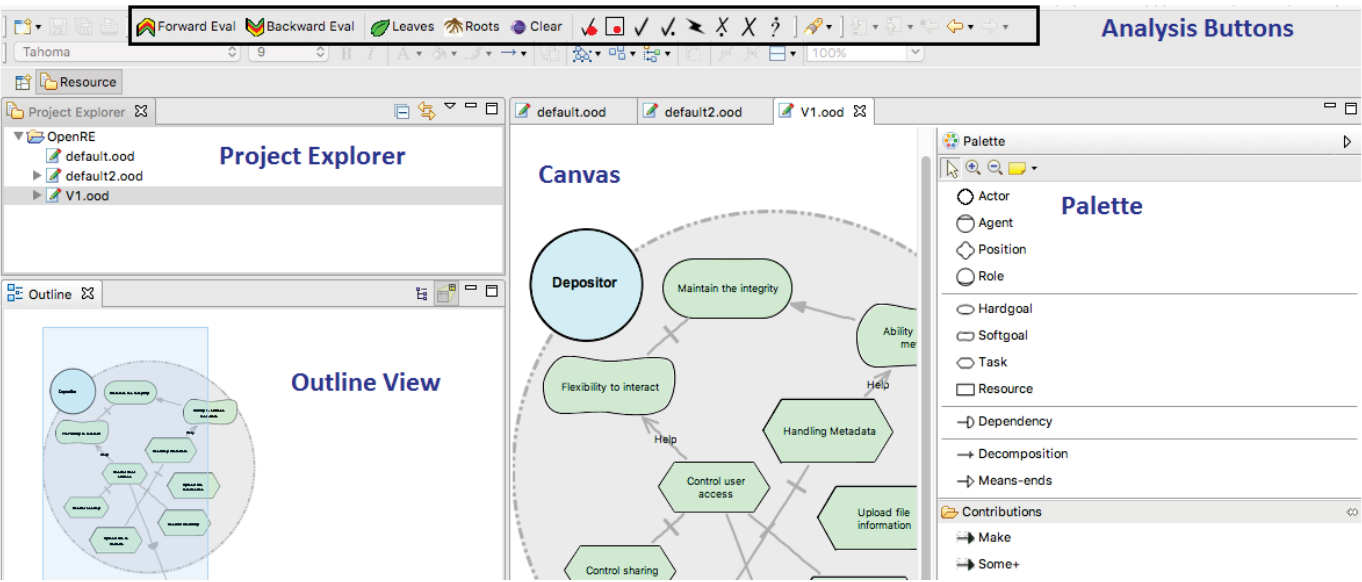 Forward Eval Backward Eval Leaves Roots Clear
Analysis Buttons
Tahoma 9 B I A 100%
Resource
Project Explorer
OpenRE
default.ood
default2.ood
V1.ood
Project Explorer
Outline
Outline View
default.ood default2.ood V1.ood
Canvas
Depositor
Maintain the integrity
Ability
me
Flexibility to interact
Help
Help
Handling Metadata
Control user
access
Upload file
information
Control sharing
Palette
Palette
Actor
Agent
Position
Role
Hardgoal
Softgoal
Task
Resource
Dependency
Decomposition
Means-ends
Contributions
Make
Some+